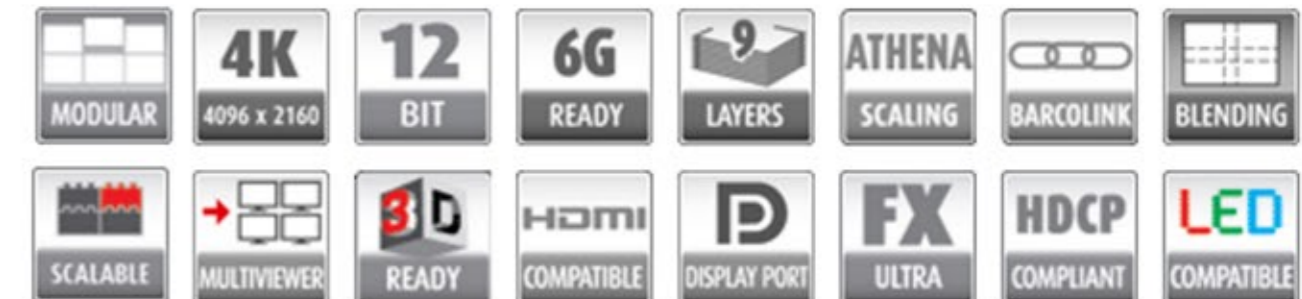 4K 12 6G 9 ATHENA
MODULAR 4096 x 2160 BIT READY LAYERS SCALING BARCOLINK BLENDING
3D HDMI D FX HDCP LED
SCALABLE MULTIVIEWER READY COMPATIBLE DISPLAY PORT ULTRA COMPLIANT COMPATIBLE